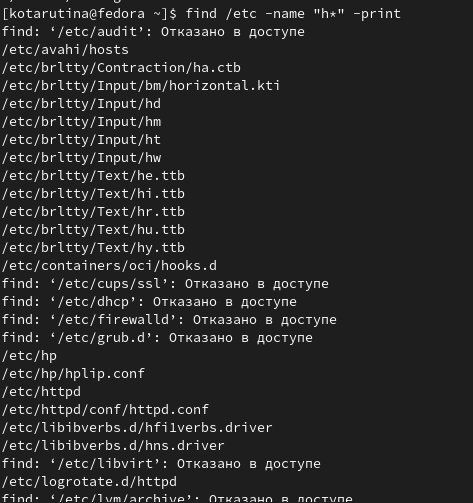 [kotarutina@fedora ~]$ find /etc -name "h*" -print
find: ‘/etc/audit’: Отказано в доступе
/etc/avahi/hosts
/etc/brltty/Contraction/ha.ctb
/etc/brltty/Input/bm/horizontal.kti
/etc/brltty/Input/hd
/etc/brltty/Input/hm
/etc/brltty/Input/ht
/etc/brltty/Input/hw
/etc/brltty/Text/he.ttb
/etc/brltty/Text/hi.ttb
/etc/brltty/Text/hr.ttb
/etc/brltty/Text/hu.ttb
/etc/brltty/Text/hy.ttb
/etc/containers/oci/hooks.d
find: ‘/etc/cups/ssl’: Отказано в доступе
find: ‘/etc/dhcp’: Отказано в доступе
find: ‘/etc/firewalld’: Отказано в доступе
find: ‘/etc/grub.d’: Отказано в доступе
/etc/hp
/etc/hp/hplip.conf
/etc/httpd
/etc/httpd/conf/httpd.conf
/etc/libibverbs.d/hfi1verbs.driver
/etc/libibverbs.d/hns.driver
find: ‘/etc/libvirt’: Отказано в доступе
/etc/logrotate.d/httpd
find: ‘/etc/lvm/archive’: Отказано в доступе